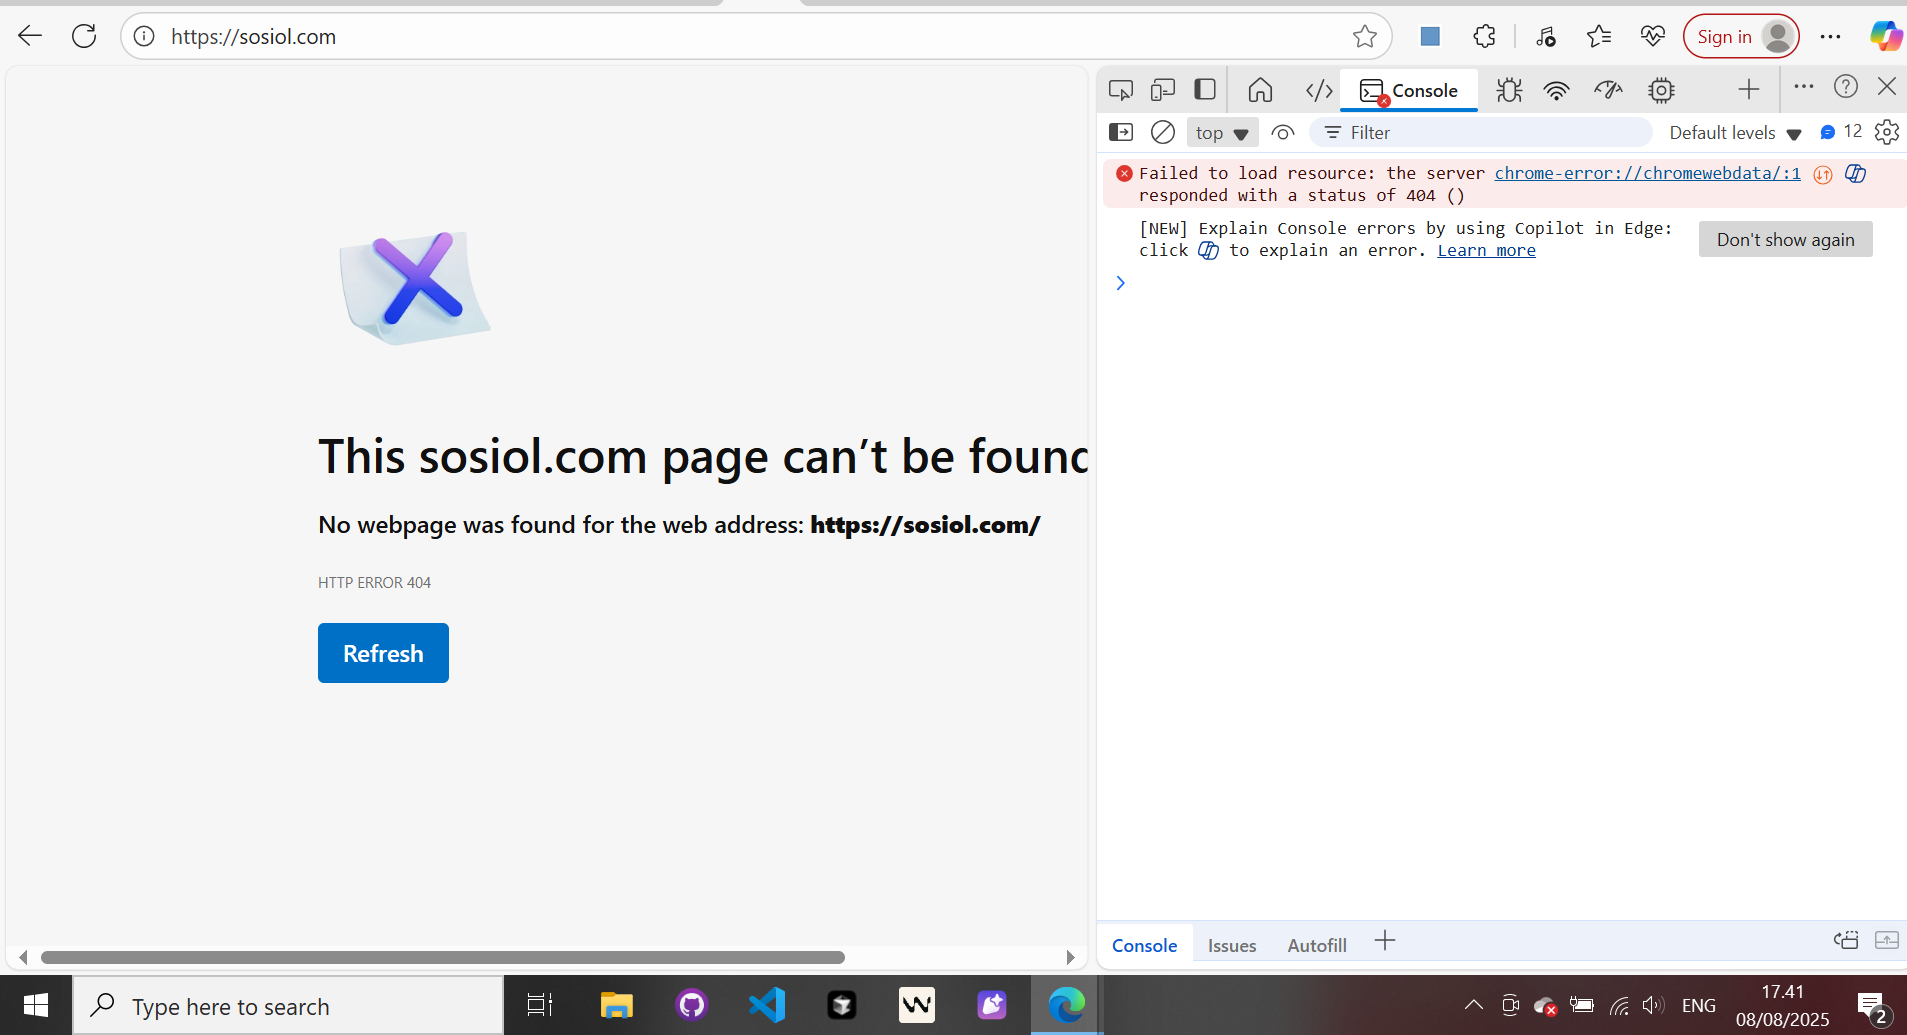 https://sosiol.com
Sign in
Console
top
Filter
Default levels
12
Failed to load resource: the server chrome-error://chromewebdata/:1
responded with a status of 404 ()
[NEW] Explain Console errors by using Copilot in Edge:
click to explain an error. Learn more
Don't show again
This sosiol.com page can’t be found
No webpage was found for the web address: https://sosiol.com/
HTTP ERROR 404
Refresh
Console
Issues
Autofill
Type here to search
ENG
17.41
08/08/2025
2